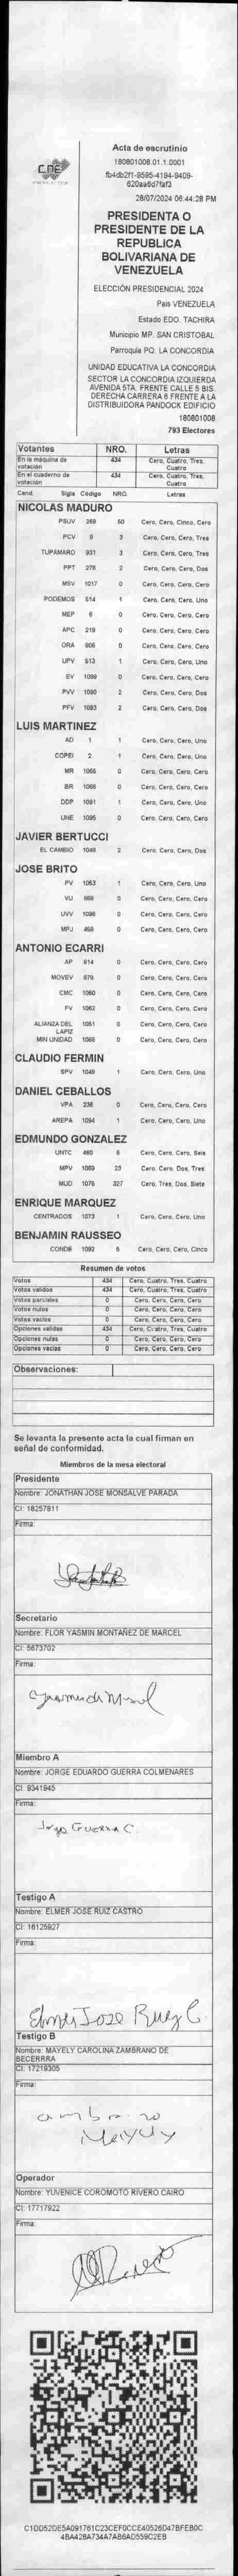 CNE
Acta de escrutinio
180801008.01.1.0001
fb4db2f1-9595-4194-9409-
620aa6d7faf3
28/07/2024 06:44:28 PM
PRESIDENTA O
PRESIDENTE DE LA
REPUBLICA
BOLIVARIANA DE
VENEZUELA
ELECCIÓN PRESIDENCIAL 2024
Pais VENEZUELA
Estado EDO. TACHIRA
Municipio MP. SAN CRISTOBAL
Parroquia PQ. LA CONCORDIA
UNIDAD EDUCATIVA LA CONCORDIA
SECTOR LA CONCORDIA IZQUIERDA
AVENIDA 5TA. FRENTE CALLE 5 BIS.
DERECHA CARRERA 6 FRENTE A LA
DISTRIBUIDORA PANDOCK EDIFICIO
180801008
793 Electores
Votantes NRO. Letras
En la máquina de votación 434 Cero, Cuatro, Tres, Cuatro
En el cuaderno de votación 434 Cero, Cuatro, Tres, Cuatro
Cand. Sigla Código NRO. Letras
NICOLAS MADURO
PSUV 269 50 Cero, Cero, Cinco, Cero
PCV 9 3 Cero, Cero, Cero, Tres
TUPAMARO 931 3 Cero, Cero, Cero, Tres
PPT 276 2 Cero, Cero, Cero, Dos
MSV 1017 0 Cero, Cero, Cero, Cero
PODEMOS 514 1 Cero, Cero, Cero, Uno
MEP 6 0 Cero, Cero, Cero, Cero
APC 219 0 Cero, Cero, Cero, Cero
ORA 906 0 Cero, Cero, Cero, Cero
UPV 513 1 Cero, Cero, Cero, Uno
EV 1099 0 Cero, Cero, Cero, Cero
PVV 1090 2 Cero, Cero, Cero, Dos
PFV 1093 2 Cero, Cero, Cero, Dos
LUIS MARTINEZ
AD 1 1 Cero, Cero, Cero, Uno
COPEI 2 1 Cero, Cero, Cero, Uno
MR 1065 0 Cero, Cero, Cero, Cero
BR 1066 0 Cero, Cero, Cero, Cero
DDP 1091 1 Cero, Cero, Cero, Uno
UNE 1095 0 Cero, Cero, Cero, Cero
JAVIER BERTUCCI
EL CAMBIO 1048 2 Cero, Cero, Cero, Dos
JOSE BRITO
PV 1053 1 Cero, Cero, Cero, Uno
VU 989 0 Cero, Cero, Cero, Cero
UVV 1096 0 Cero, Cero, Cero, Cero
MPJ 458 0 Cero, Cero, Cero, Cero
ANTONIO ECARRI
AP 914 0 Cero, Cero, Cero, Cero
MOVEV 979 0 Cero, Cero, Cero, Cero
CMC 1050 0 Cero, Cero, Cero, Cero
FV 1062 0 Cero, Cero, Cero, Cero
ALIANZA DEL LAPIZ 1051 0 Cero, Cero, Cero, Cero
MIN UNIDAD 1068 0 Cero, Cero, Cero, Cero
CLAUDIO FERMIN
SPV 1049 1 Cero, Cero, Cero, Uno
DANIEL CEBALLOS
VPA 236 0 Cero, Cero, Cero, Cero
AREPA 1094 1 Cero, Cero, Cero, Uno
EDMUNDO GONZALEZ
UNTC 460 6 Cero, Cero, Cero, Seis
MPV 1069 23 Cero, Cero, Dos, Tres
MUD 1076 327 Cero, Tres, Dos, Siete
ENRIQUE MARQUEZ
CENTRADOS 1073 1 Cero, Cero, Cero, Uno
BENJAMIN RAUSSEO
CONDE 1092 5 Cero, Cero, Cero, Cinco
Resumen de votos
Votos 434 Cero, Cuatro, Tres, Cuatro
Votos validos 434 Cero, Cuatro, Tres, Cuatro
Votos parciales 0 Cero, Cero, Cero, Cero
Votos nulos 0 Cero, Cero, Cero, Cero
Votos vacios 0 Cero, Cero, Cero, Cero
Opciones validas 434 Cero, Cuatro, Tres, Cuatro
Opciones nulas 0 Cero, Cero, Cero, Cero
Opciones vacias 0 Cero, Cero, Cero, Cero
Observaciones:
Se levanta la presente acta la cual firman en
señal de conformidad.
Miembros de la mesa electoral
Presidente
Nombre: JONATHAN JOSE MONSALVE PARADA
CI: 18257811
Firma:
Secretario
Nombre: FLOR YASMIN MONTAÑEZ DE MARCEL
CI: 5673702
Firma:
Miembro A
Nombre: JORGE EDUARDO GUERRA COLMENARES
CI: 9341945
Firma:
Jorge Guerra C.
Testigo A
Nombre: ELMER JOSE RUIZ CASTRO
CI: 16125927
Firma:
Elmer Jose Ruiz C.
Testigo B
Nombre: MAYELY CAROLINA ZAMBRANO DE
BECERRRA
CI: 17219305
Firma:
Operador
Nombre: YUVENICE COROMOTO RIVERO CAIRO
CI: 17717922
Firma:
C1DD52DE5A091761C23CEF0CCE40526D47BFEB0C
4BA428A734A7AB6AD559C2EB